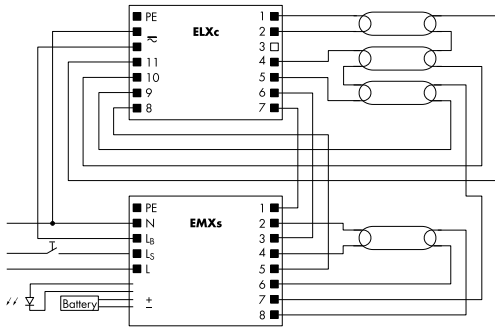 PE 1
ELXc 2
~ 3
11 4
10 5
9 6
8 7
PE 1
EMXs
N 2
LB 3
LS 4
L 5
6
+ 7
Battery
– 8